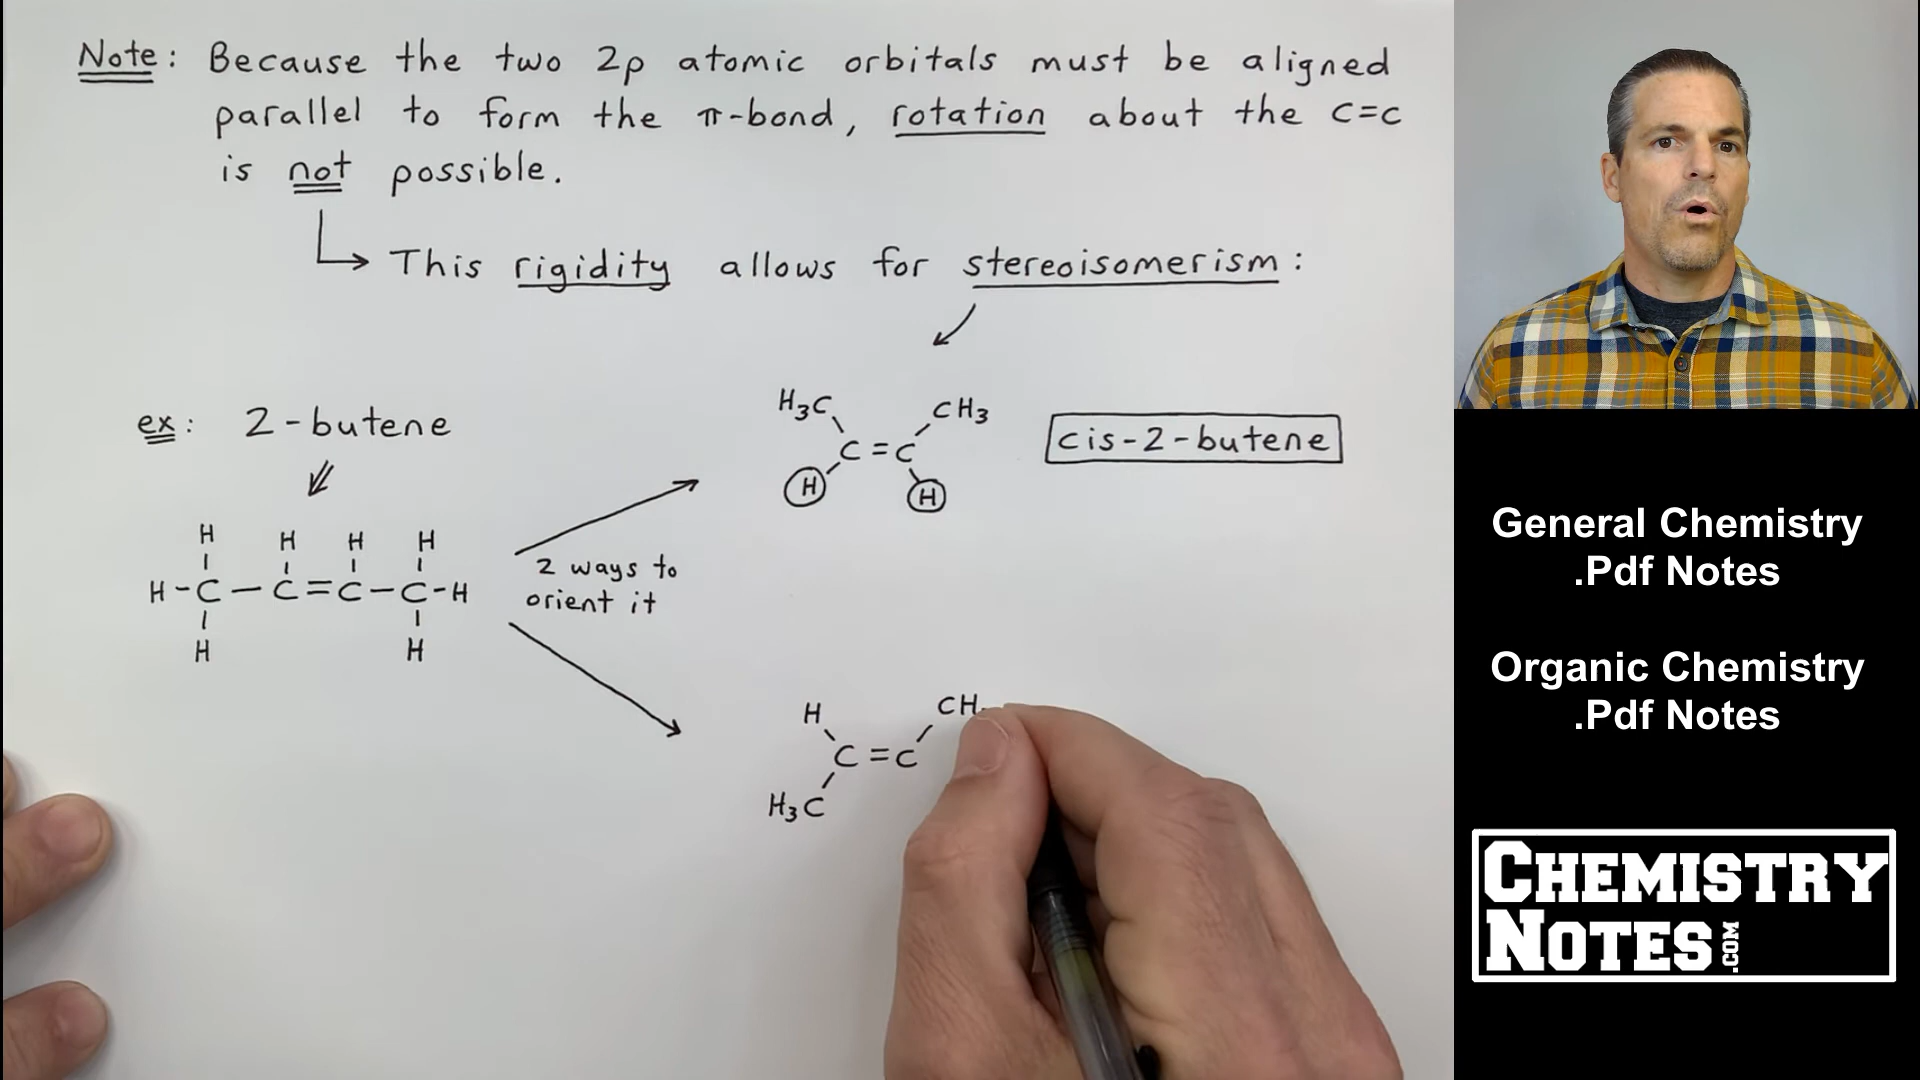 Note: Because the two 2p atomic orbitals must be aligned
parallel to form the π-bond, rotation about the C=C
is not possible.
This rigidity allows for stereoisomerism:
ex: 2-butene
H H H H
H-C-C=C-C-H
H H
2 ways to
orient it
H3C CH3
C=C
H H
cis-2-butene
H CH
C=C
H3C
General Chemistry
.Pdf Notes
Organic Chemistry
.Pdf Notes
CHEMISTRY
NOTES.COM